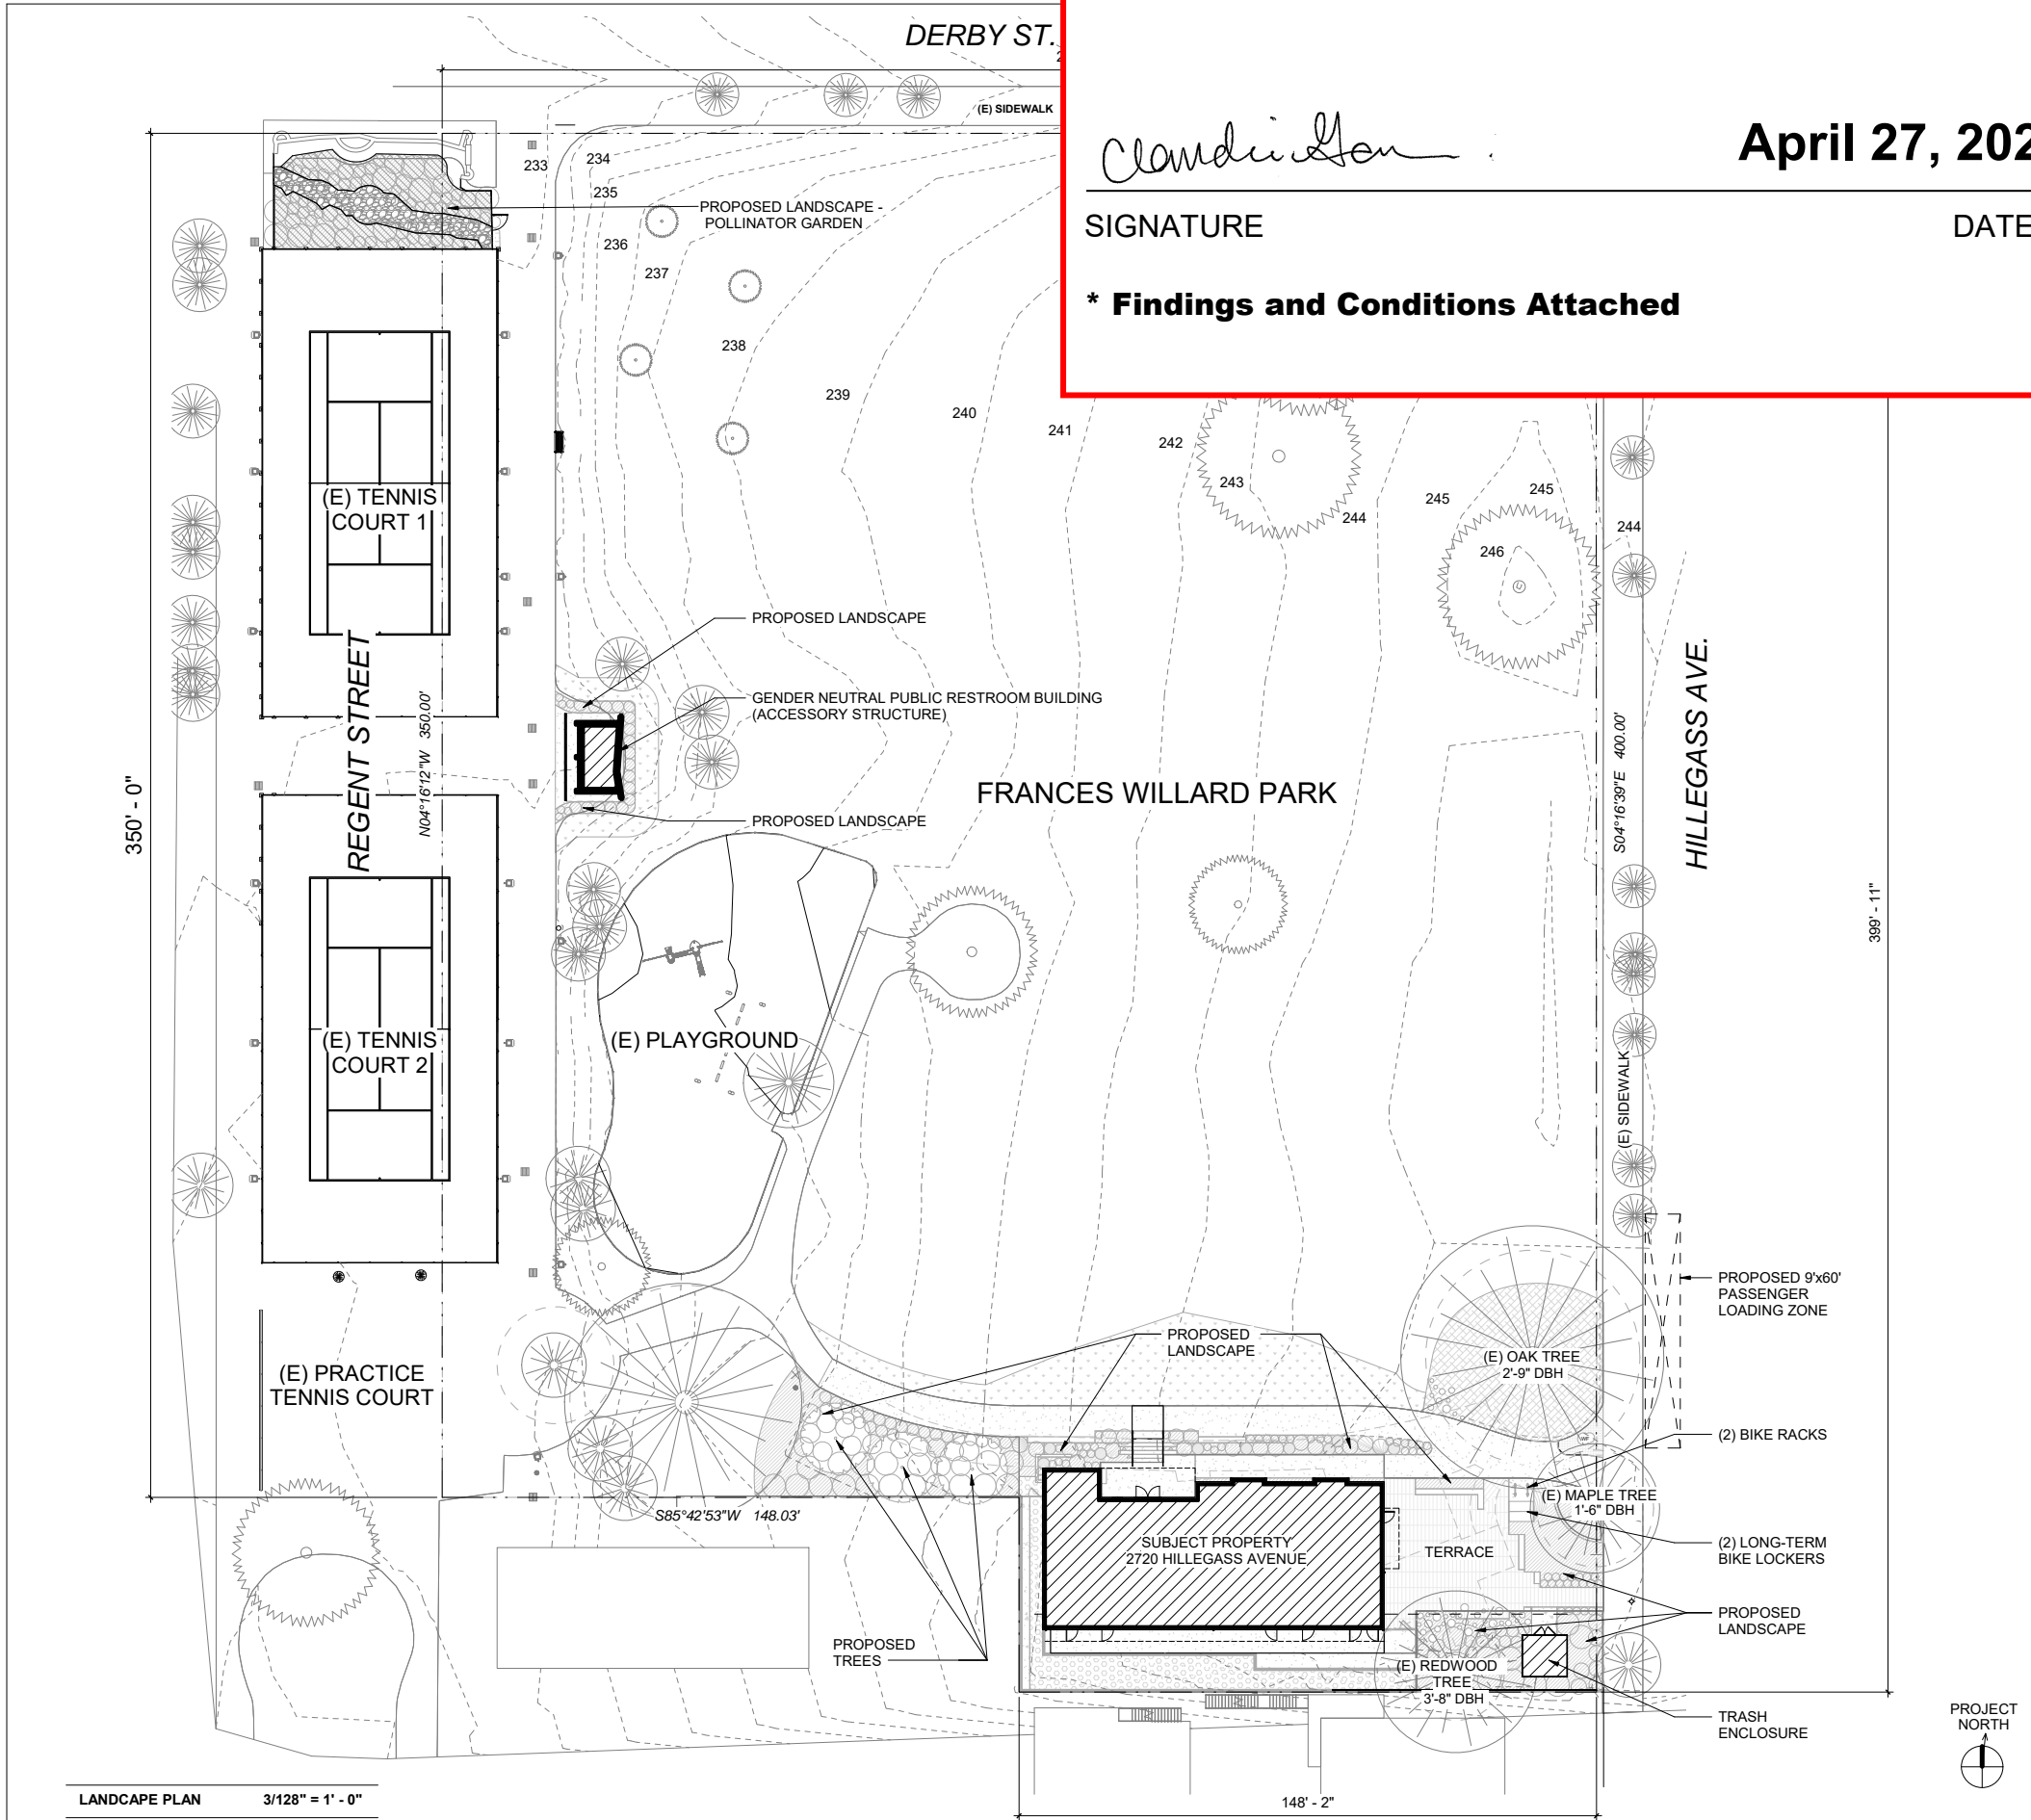 DERBY ST.
(E) SIDEWALK
April 27, 202
SIGNATURE
DATE
* Findings and Conditions Attached
233
234
235
236
237
238
239
240
241
242
243
244
245
245
246
244
PROPOSED LANDSCAPE -
POLLINATOR GARDEN
(E) TENNIS
COURT 1
PROPOSED LANDSCAPE
GENDER NEUTRAL PUBLIC RESTROOM BUILDING
(ACCESSORY STRUCTURE)
PROPOSED LANDSCAPE
REGENT STREET
N04°16'12"W 350.00'
350' - 0"
FRANCES WILLARD PARK
S04°16'39"E 400.00'
HILLEGASS AVE.
399' - 11"
(E) TENNIS
COURT 2
(E) PLAYGROUND
(E) SIDEWALK
PROPOSED 9'x60'
PASSENGER
LOADING ZONE
(E) PRACTICE
TENNIS COURT
PROPOSED
LANDSCAPE
(E) OAK TREE
2'-9" DBH
(2) BIKE RACKS
(E) MAPLE TREE
1'-6" DBH
S85°42'53"W 148.03'
SUBJECT PROPERTY
2720 HILLEGASS AVENUE
TERRACE
(2) LONG-TERM
BIKE LOCKERS
PROPOSED
LANDSCAPE
PROPOSED
TREES
(E) REDWOOD
TREE
3'-8" DBH
TRASH
ENCLOSURE
PROJECT
NORTH
LANDCAPE PLAN 3/128" = 1' - 0"
148' - 2"